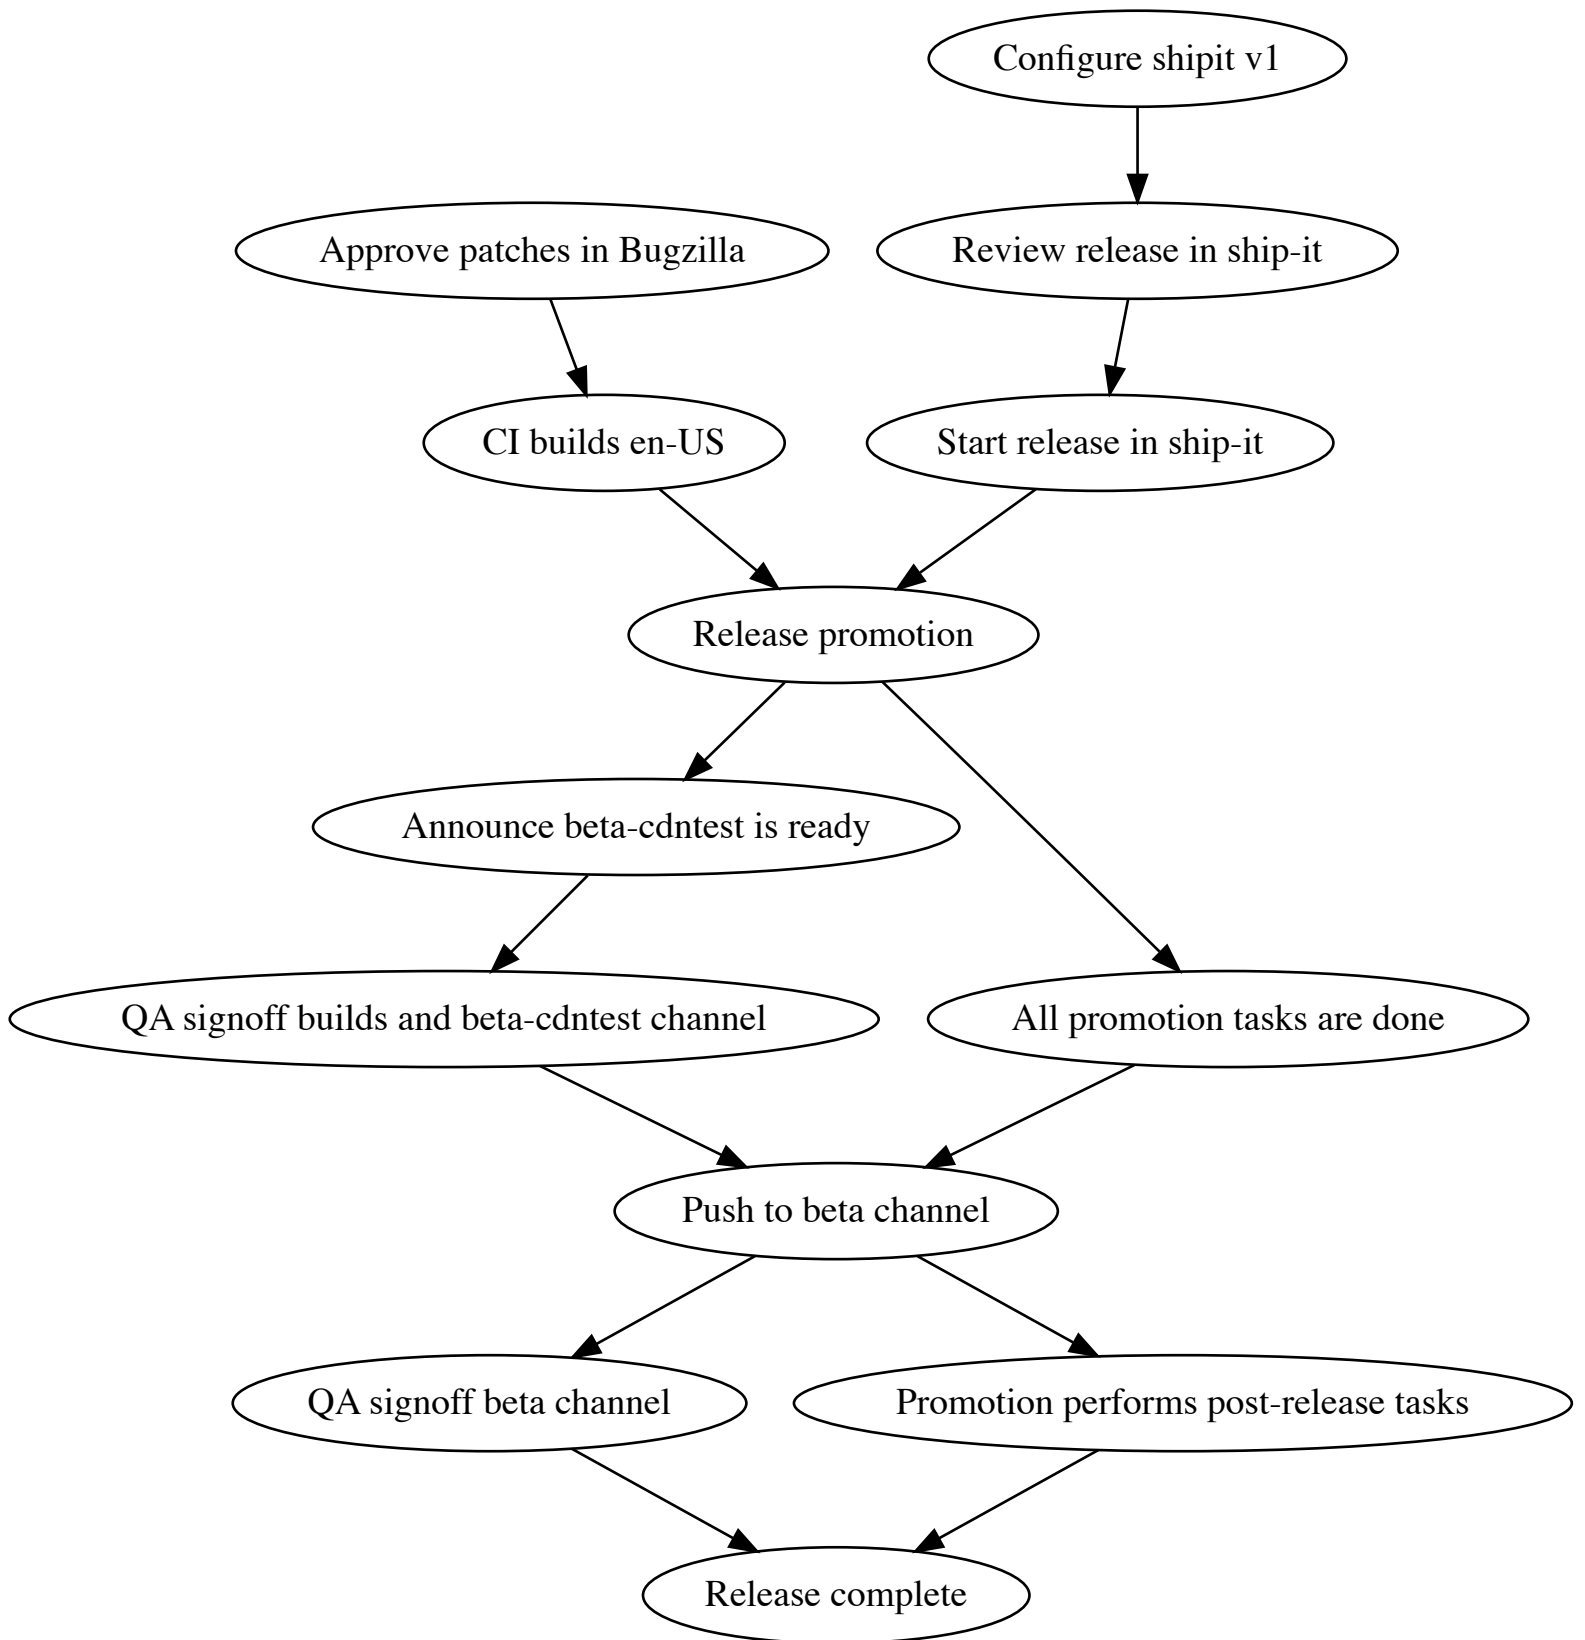 Configure shipit v1
Approve patches in Bugzilla
Review release in ship-it
CI builds en-US
Start release in ship-it
Release promotion
Announce beta-cdntest is ready
QA signoff builds and beta-cdntest channel
All promotion tasks are done
Push to beta channel
QA signoff beta channel
Promotion performs post-release tasks
Release complete